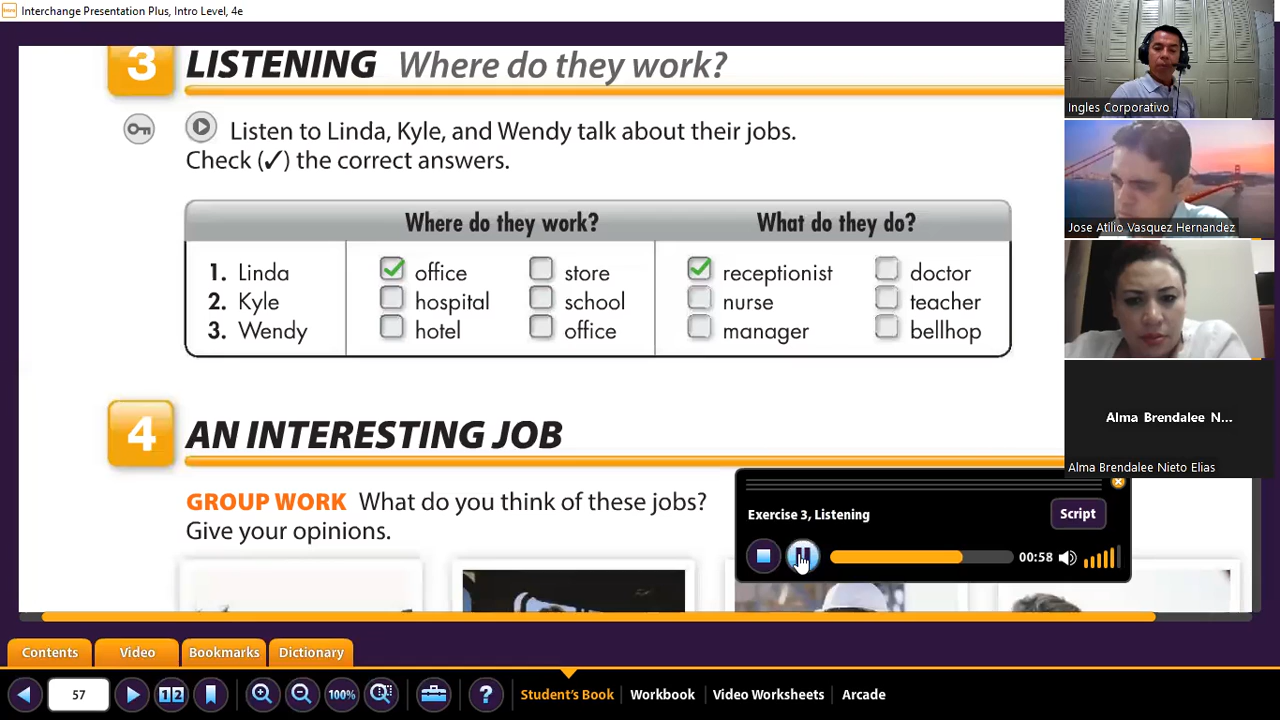 Interchange Presentation Plus, Intro Level, 4e
3 LISTENING Where do they work?
Listen to Linda, Kyle, and Wendy talk about their jobs.
Check (✓) the correct answers.
Where do they work? What do they do?
1. Linda office store receptionist doctor
2. Kyle hospital school nurse teacher
3. Wendy hotel office manager bellhop
4 AN INTERESTING JOB
GROUP WORK What do you think of these jobs?
Give your opinions.
Exercise 3, Listening
Script
00:58
Ingles Corporativo
Jose Atilio Vasquez Hernandez
Alma Brendalee N...
Alma Brendalee Nieto Elias
Contents Video Bookmarks Dictionary
57 1 2 100% ? Student's Book Workbook Video Worksheets Arcade